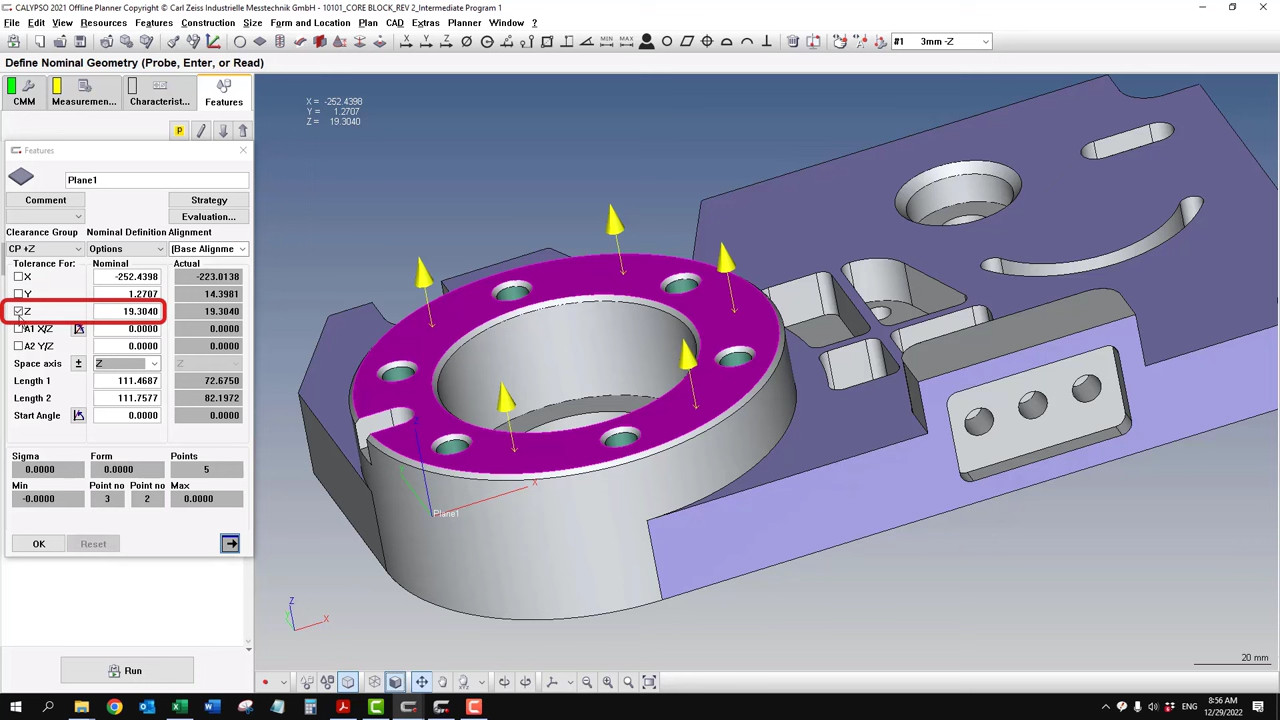 CALYPSO 2021 Offline Planner Copyright © Carl Zeiss Industrielle Messtechnik GmbH - 10101_CORE BLOCK_REV 2_Intermediate Program 1
File Edit View Resources Features Construction Size Form and Location Plan CAD Extras Planner Window ?
MIN MAX #1 3mm -Z
Define Nominal Geometry (Probe, Enter, or Read)
CMM Measuremen... Characterist... Features
X = -252.4398
Y = 1.2707
Z = 19.3040
P
Features
Plane1
Comment Strategy
Evaluation...
Clearance Group Nominal Definition Alignment
CP +Z Options [Base Alignme
Tolerance For: Nominal Actual
X -252.4398 -223.0138
Y 1.2707 14.3981
Z 19.3040 19.3040
A1 X/Z 0.0000 0.0000
A2 Y/Z 0.0000 0.0000
Space axis ± Z Z
Length 1 111.4687 72.6750
Length 2 111.7577 82.1972
Start Angle 0.0000 0.0000
Sigma Form Points
0.0000 0.0000 5
Min Point no Point no Max
-0.0000 3 2 0.0000
OK Reset
X
Plane1
Z
X
Y
20 mm
Run
8:56 AM
12/29/2022